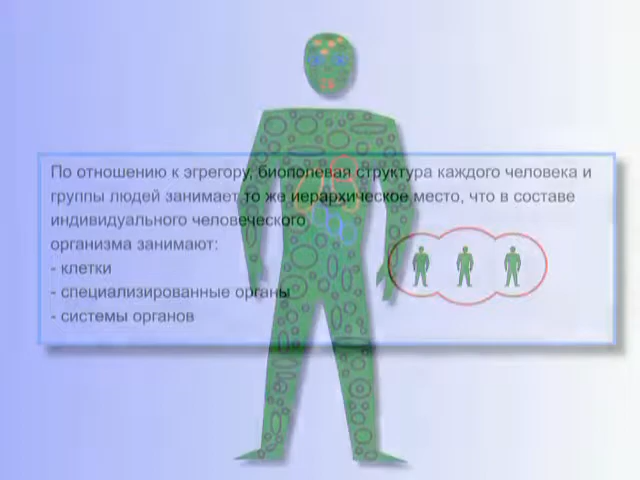 По отношению к эгрегору, биополевая структура каждого человека и
группы людей занимает то же иерархическое место, что в составе
индивидуального человеческого
организма занимают:
- клетки
- специализированные органы
- системы органов